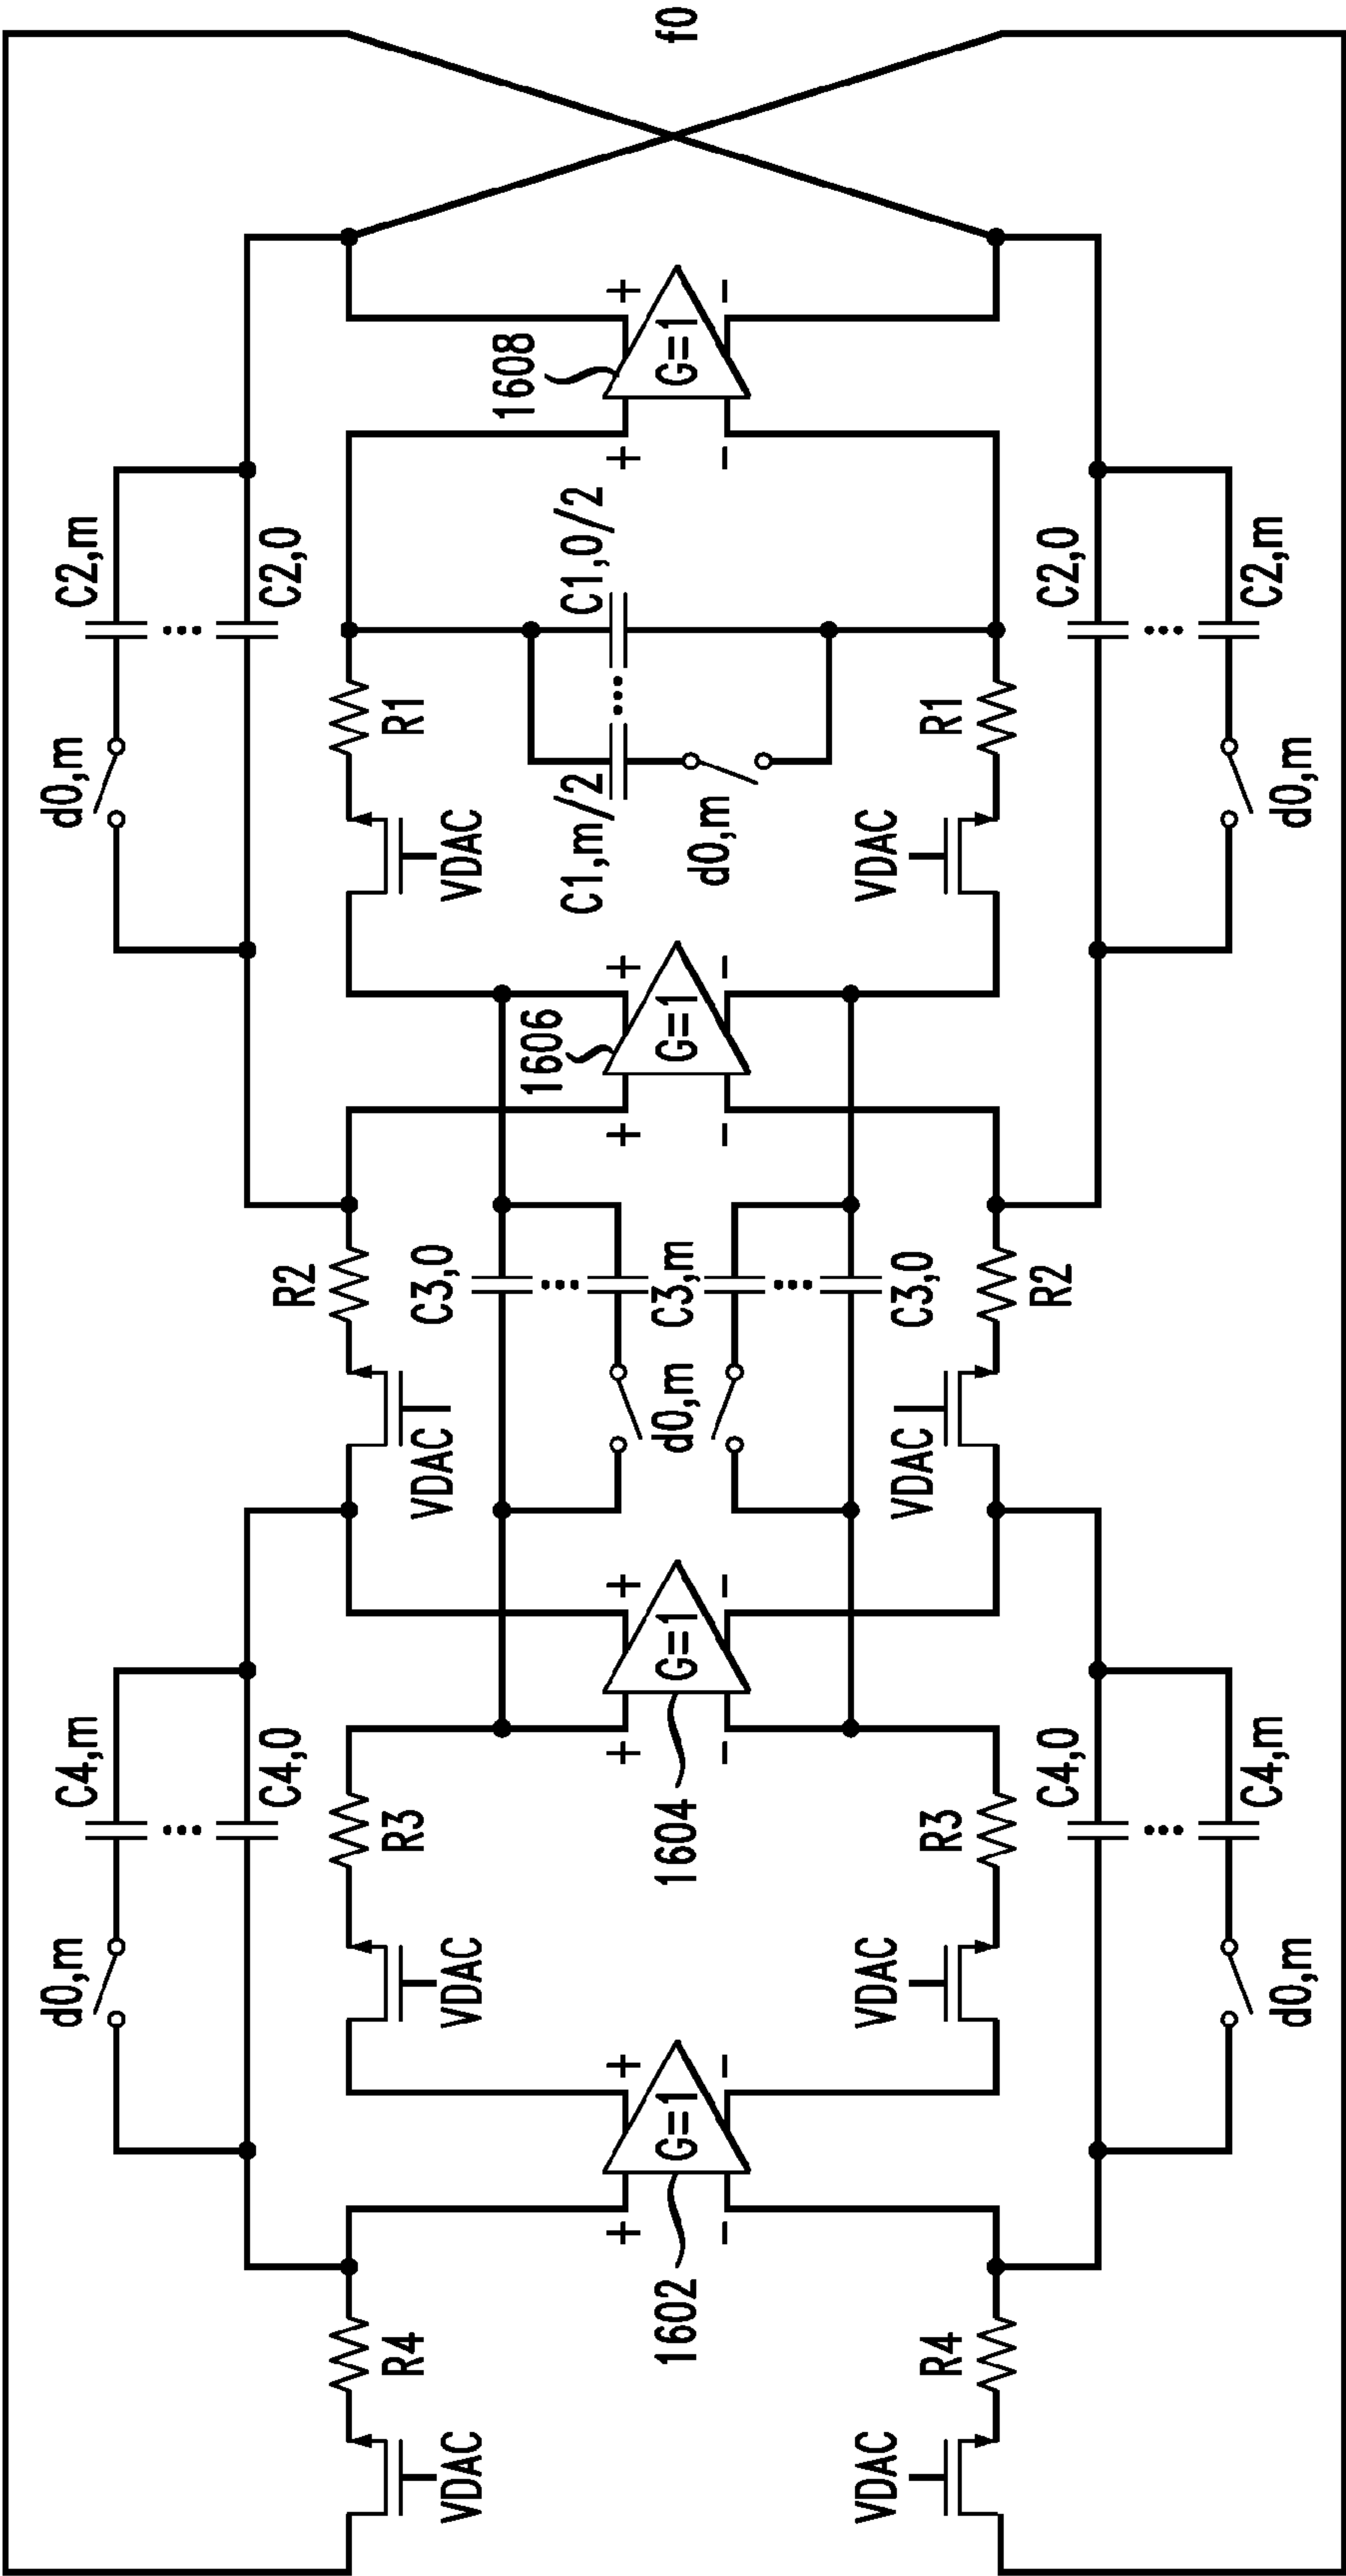 d0,m C4,m d0,m C2,m
C4,0 R2 C2,0
R4 R3 R1
VDAC C3,0
VDAC VDAC VDAC
1606 1608
C1,m/2 C1,0/2
+ + + + + + + +
1602 G=1 1604 G=1 d0,m C3,m G=1 G=1 f0
d0,m
− − − − − − − −
VDAC VDAC VDAC
VDAC C3,0
R4 R3 R1
C4,0 R2 C2,0
d0,m C4,m d0,m C2,m